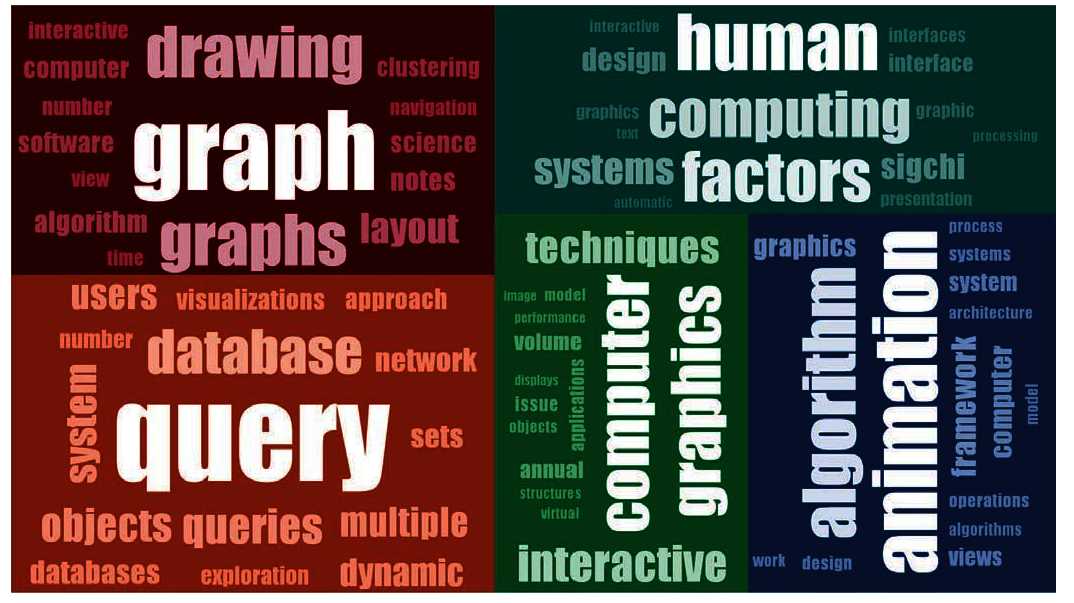 interactive
drawing
computer
clustering
number
navigation
graph
software
science
view
notes
algorithm
graphs
layout
time
interactive
human
interfaces
design
interface
graphics
computing
graphic
text
processing
systems
factors
sigchi
automatic
presentation
users
visualizations
approach
number
database
network
system
query
sets
objects
queries
multiple
databases
exploration
dynamic
techniques
image
model
computer
graphics
performance
volume
displays
applications
issue
objects
annual
structures
virtual
interactive
graphics
algorithm
animation
process
systems
system
architecture
framework
computer
model
operations
algorithms
work
design
views